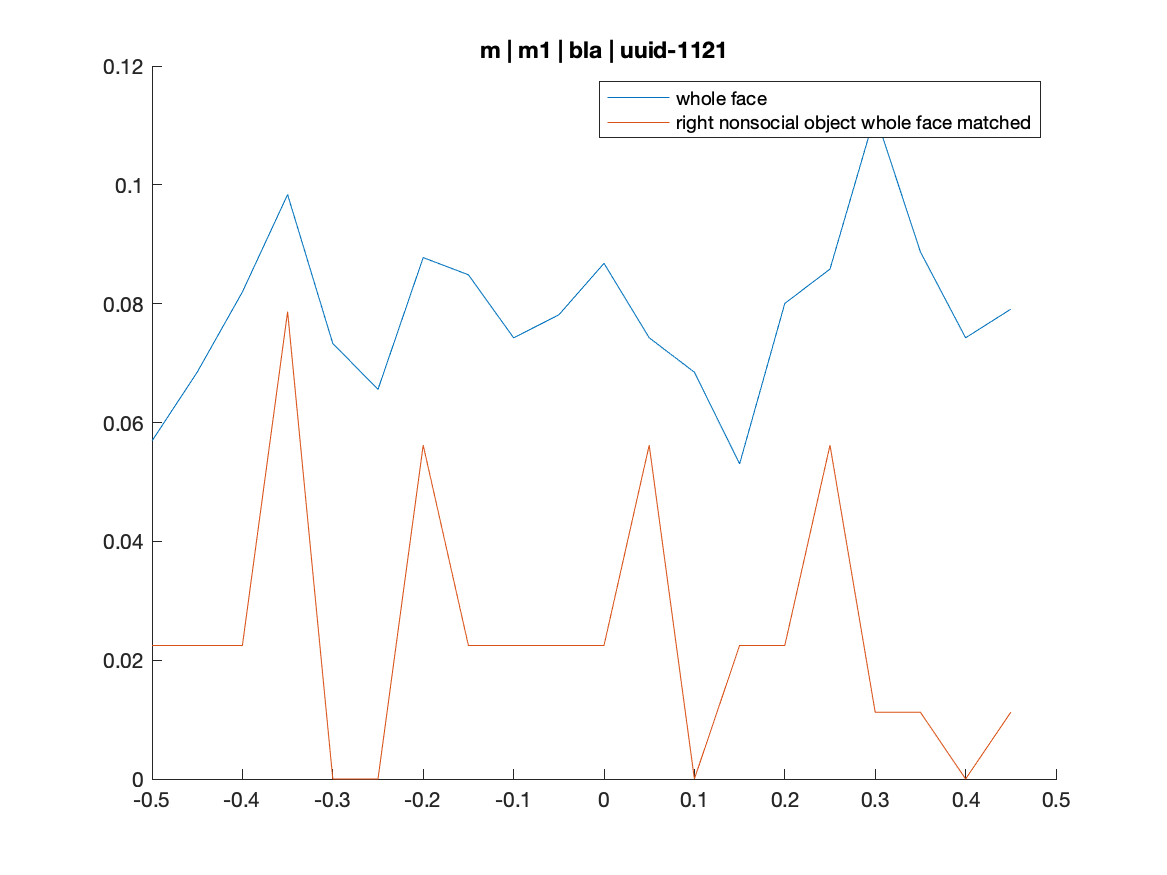 m | m1 | bla | uuid-1121
whole face
right nonsocial object whole face matched
0.12
0.1
0.08
0.06
0.04
0.02
0
-0.5 -0.4 -0.3 -0.2 -0.1 0 0.1 0.2 0.3 0.4 0.5